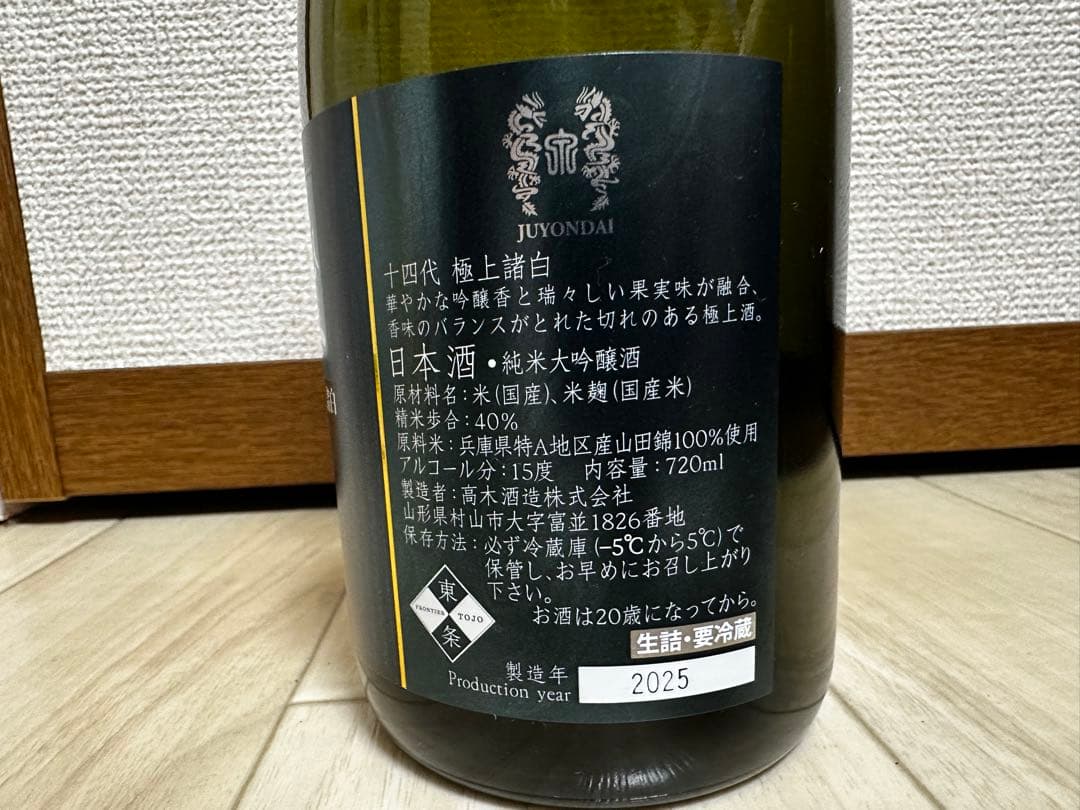 JUYONDAI
十四代 極上諸白
華やかな吟醸香と瑞々しい果実味が融合、
香味のバランスがとれた切れのある極上酒。
日本酒・純米大吟醸酒
原材料名：米(国産)、米麹(国産米)
精米歩合：40%
原料米：兵庫県特A地区産山田錦100%使用
アルコール分：15度 内容量：720ml
製造者：高木酒造株式会社
山形県村山市大字富並1826番地
保存方法：必ず冷蔵庫(-5℃から5℃)で
保管し、お早めにお召し上がり
下さい。
東
FRONTIER TOJO
条
お酒は20歳になってから。
生詰・要冷蔵
製造年
Production year
2025